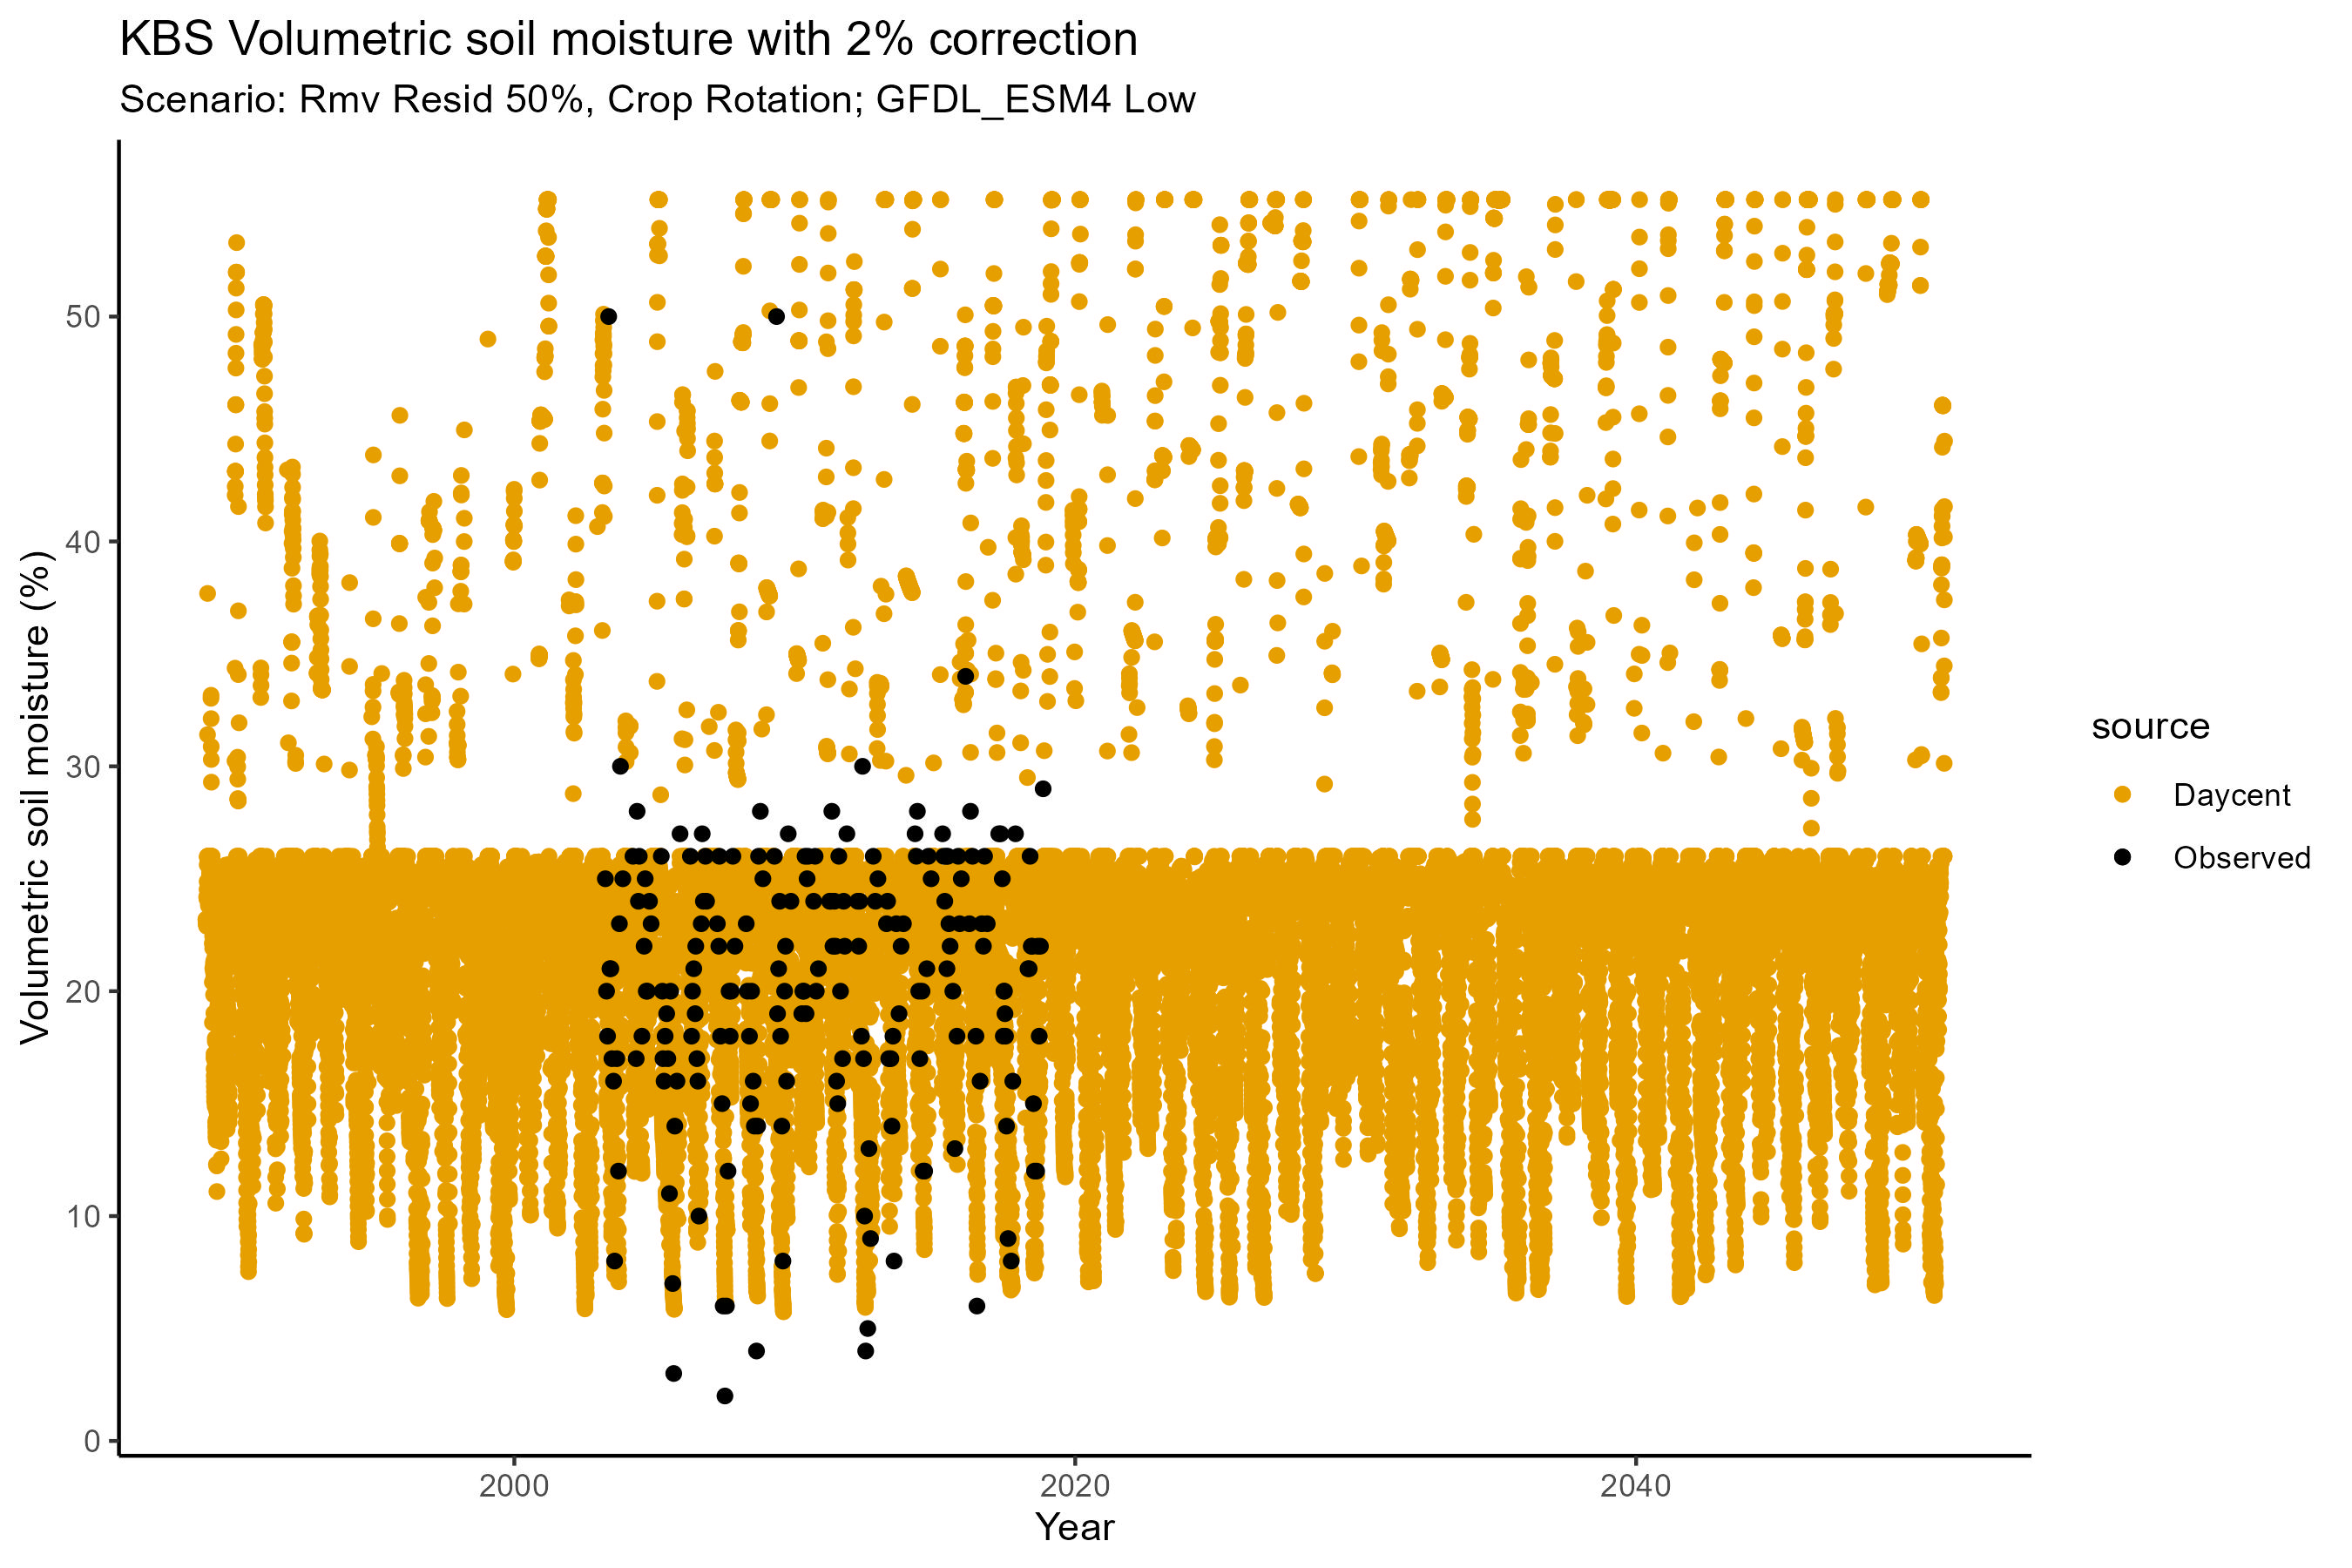 KBS Volumetric soil moisture with 2% correction
Scenario: Rmv Resid 50%, Crop Rotation; GFDL_ESM4 Low
Volumetric soil moisture (%)
50
40
30
20
10
0
2000
2020
2040
Year
source
Daycent
Observed